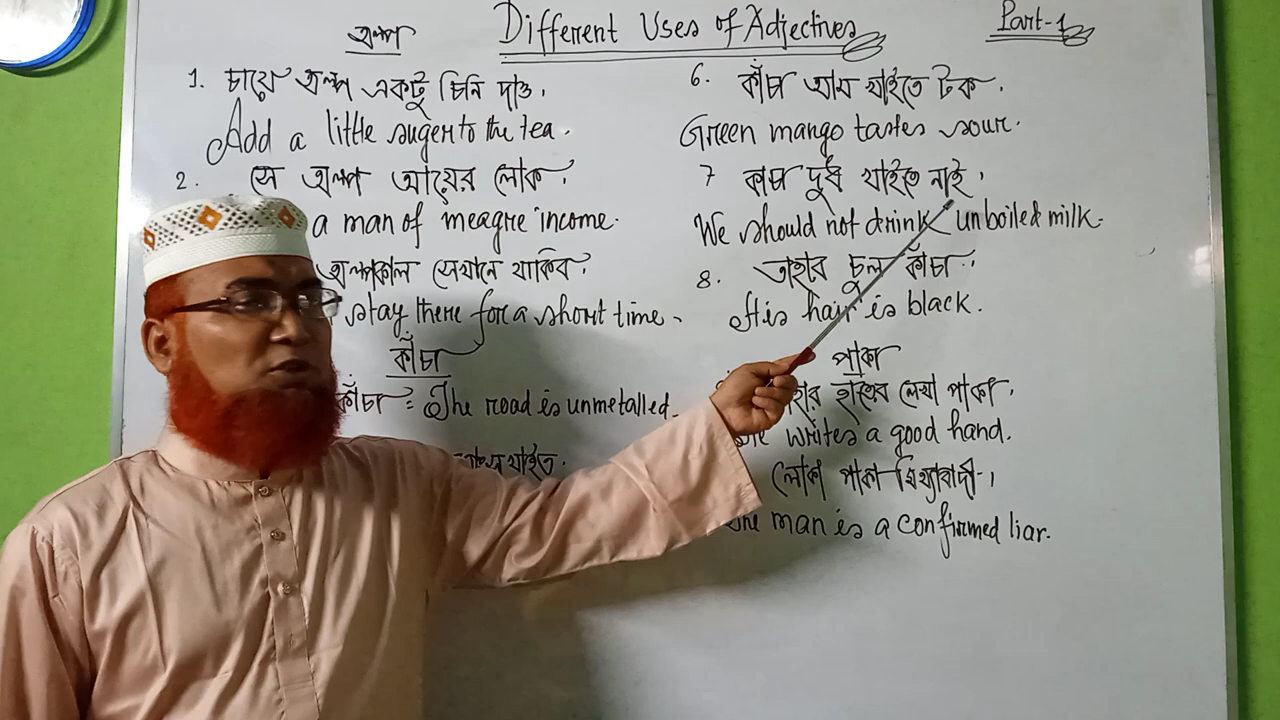 Different Uses of Adjectives
Part-1
অল্প
1. চায়ে অল্প একটু চিনি দাও।
Add a little suger to the tea.
2. সে অল্প আয়ের লোক।
a man of meagre income.
অল্পকাল সেখানে থাকিব।
stay there for a short time.
কাঁচা
কাঁচা = The road is unmetalled.
খাইতে.
6. কাঁচা আম খাইতে টক.
Green mango tastes sour.
7 কাচা দুধ খাইতে নাই।
We should not drink unboiled milk.
8. তাহার চুল কাঁচা।
His hair is black.
পাকা
হাতের লেখা পাকা.
writes a good hand.
পাকা মিথ্যাবাদী।
man is a confirmed liar.